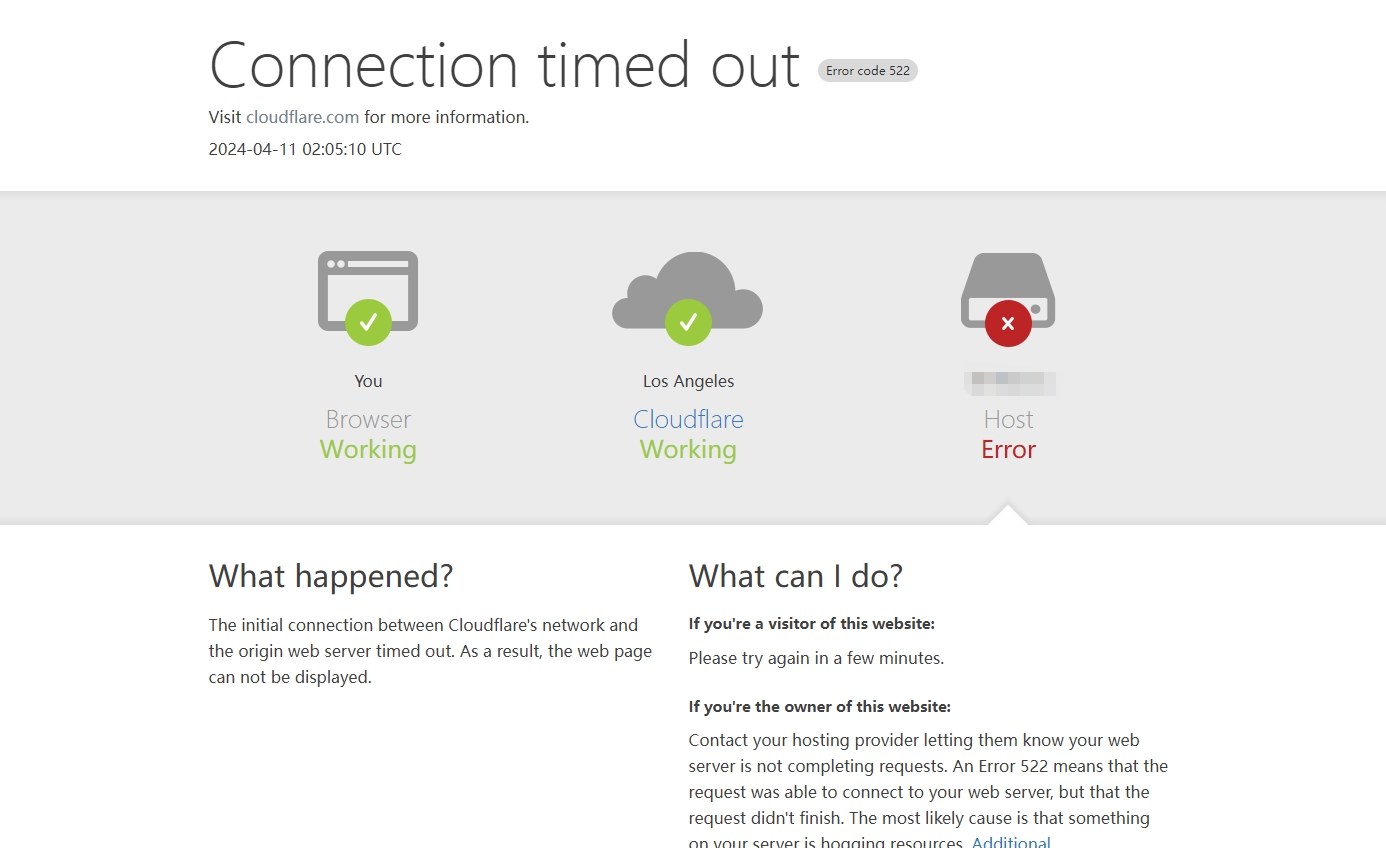 Connection timed out Error code 522
Visit cloudflare.com for more information.
2024-04-11 02:05:10 UTC
You
Browser
Working
Los Angeles
Cloudflare
Working
Host
Error
What happened?
The initial connection between Cloudflare's network and
the origin web server timed out. As a result, the web page
can not be displayed.
What can I do?
If you're a visitor of this website:
Please try again in a few minutes.
If you're the owner of this website:
Contact your hosting provider letting them know your web
server is not completing requests. An Error 522 means that the
request was able to connect to your web server, but that the
request didn't finish. The most likely cause is that something
on your server is hogging resources. Additional